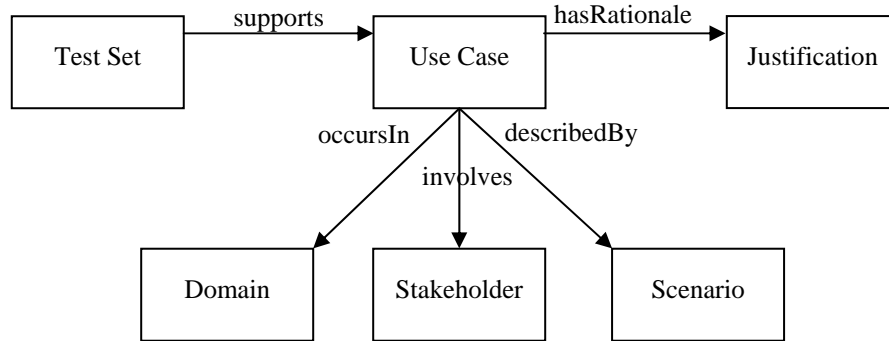 supports
hasRationale
Test Set
Use Case
Justification
occursIn
describedBy
involves
Domain
Stakeholder
Scenario